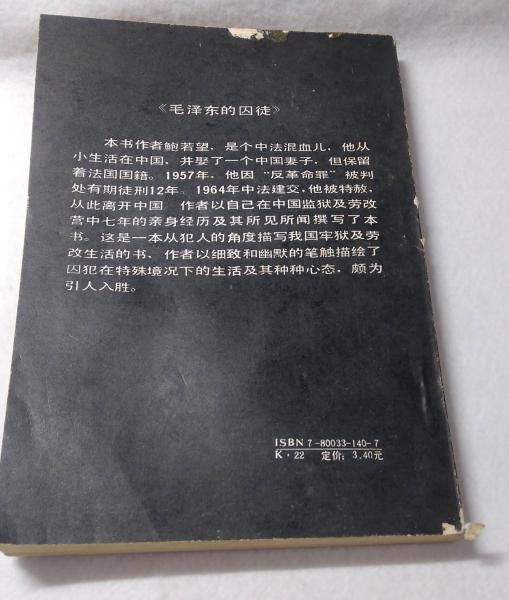 《毛泽东的囚徒》
本书作者鲍若望，是个中法混血儿，他从
小生活在中国，并娶了一个中国妻子，但保留
着法国国籍。1957年，他因“反革命罪”被判
处有期徒刑12年。1964年中法建交，他被特赦，
从此离开中国。作者以自己在中国监狱及劳改
营中七年的亲身经历及其所见所闻撰写了本
书。这是一本从犯人的角度描写我国牢狱及劳
改生活的书，作者以细致和幽默的笔触描绘了
囚犯在特殊境况下的生活及其种种心态，颇为
引人入胜。
ISBN 7-80033-140-7
K·22 定价：3.40元